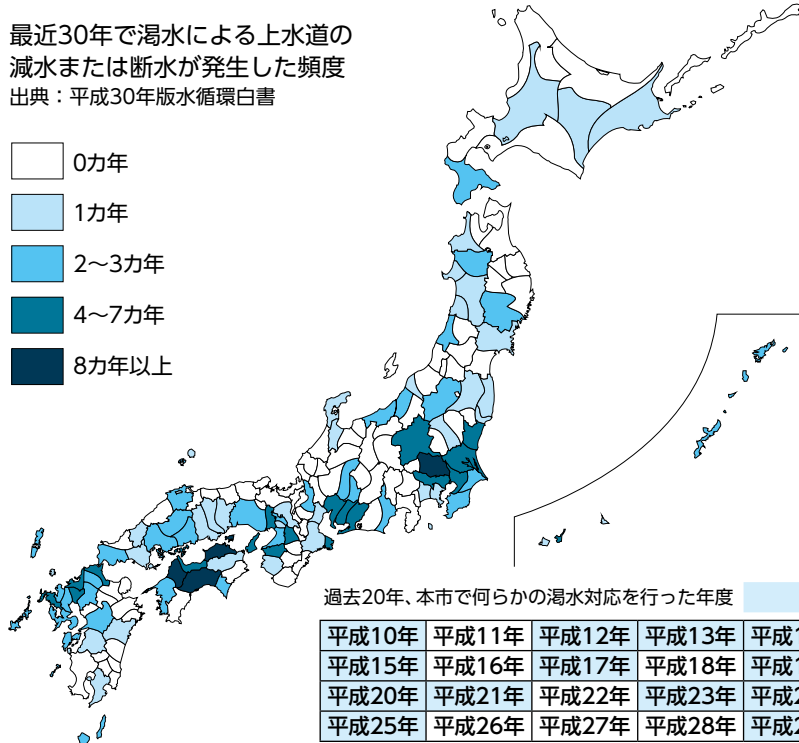 最近30年で渇水による上水道の
減水または断水が発生した頻度
出典：平成30年版水循環白書
0カ年
1カ年
2〜3カ年
4〜7カ年
8カ年以上
過去20年、本市で何らかの渇水対応を行った年度
平成10年 平成11年 平成12年 平成13年
平成15年 平成16年 平成17年 平成18年
平成20年 平成21年 平成22年 平成23年
平成25年 平成26年 平成27年 平成28年